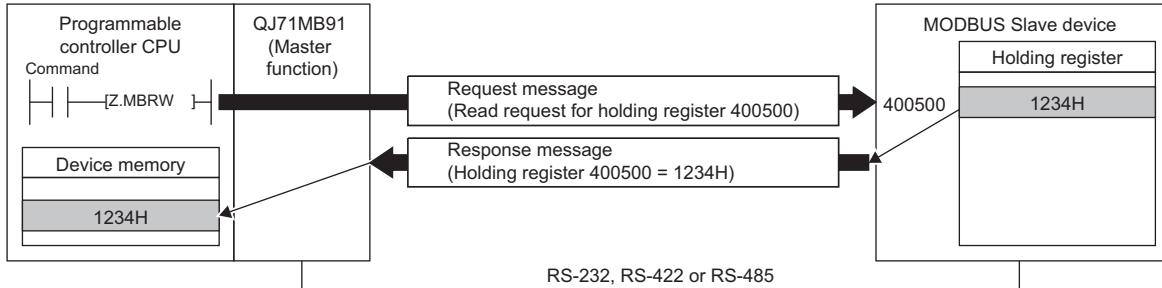 Programmable
controller CPU
Command
[Z.MBRW ]
Device memory
1234H
QJ71MB91
(Master
function)
Request message
(Read request for holding register 400500)
Response message
(Holding register 400500 = 1234H)
RS-232, RS-422 or RS-485
MODBUS Slave device
Holding register
400500
1234H